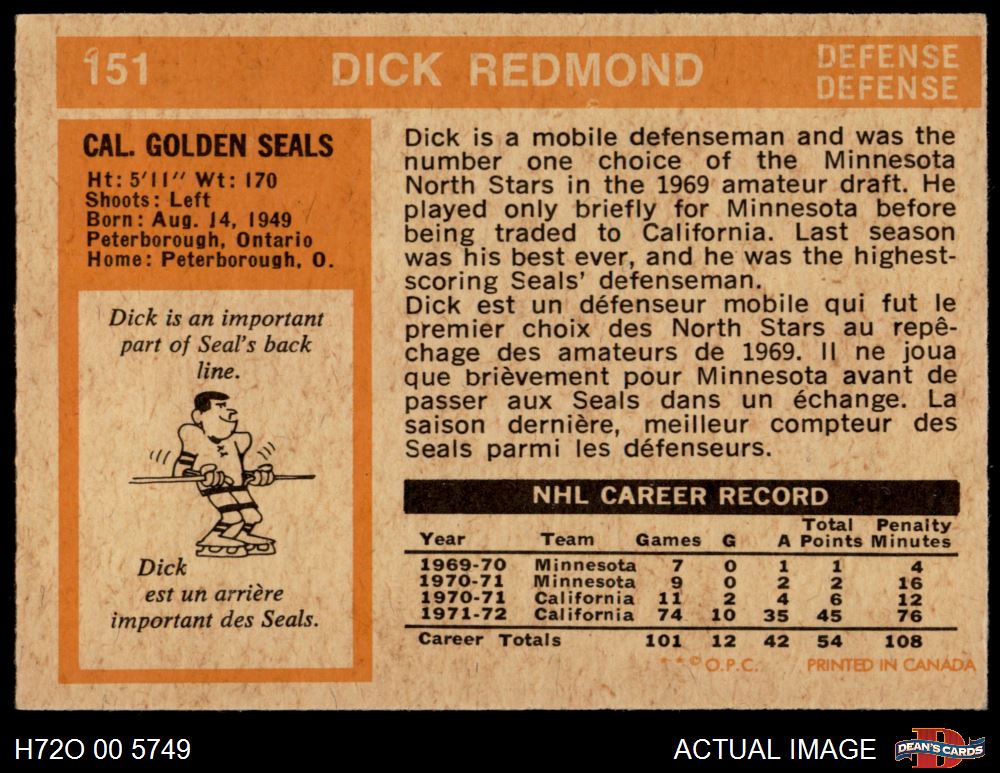 151
DICK REDMOND
DEFENSE
DEFENSE
CAL. GOLDEN SEALS
Ht: 5'11" Wt: 170
Shoots: Left
Born: Aug. 14, 1949
Peterborough, Ontario
Home: Peterborough, O.
Dick is an important
part of Seal's back
line.
Dick
est un arrière
important des Seals.
Dick is a mobile defenseman and was the
number one choice of the Minnesota
North Stars in the 1969 amateur draft. He
played only briefly for Minnesota before
being traded to California. Last season
was his best ever, and he was the highest-
scoring Seals' defenseman.
Dick est un défenseur mobile qui fut le
premier choix des North Stars au repê-
chage des amateurs de 1969. Il ne joua
que brièvement pour Minnesota avant de
passer aux Seals dans un échange. La
saison dernière, meilleur compteur des
Seals parmi les défenseurs.
NHL CAREER RECORD
Year Team Games G A Total Points Penalty Minutes
1969-70 Minnesota 7 0 1 1 4
1970-71 Minnesota 9 0 2 2 16
1970-71 California 11 2 4 6 12
1971-72 California 74 10 35 45 76
Career Totals 101 12 42 54 108
* * © O.P.C. PRINTED IN CANADA
H72O 00 5749
ACTUAL IMAGE
DEAN'S CARDS